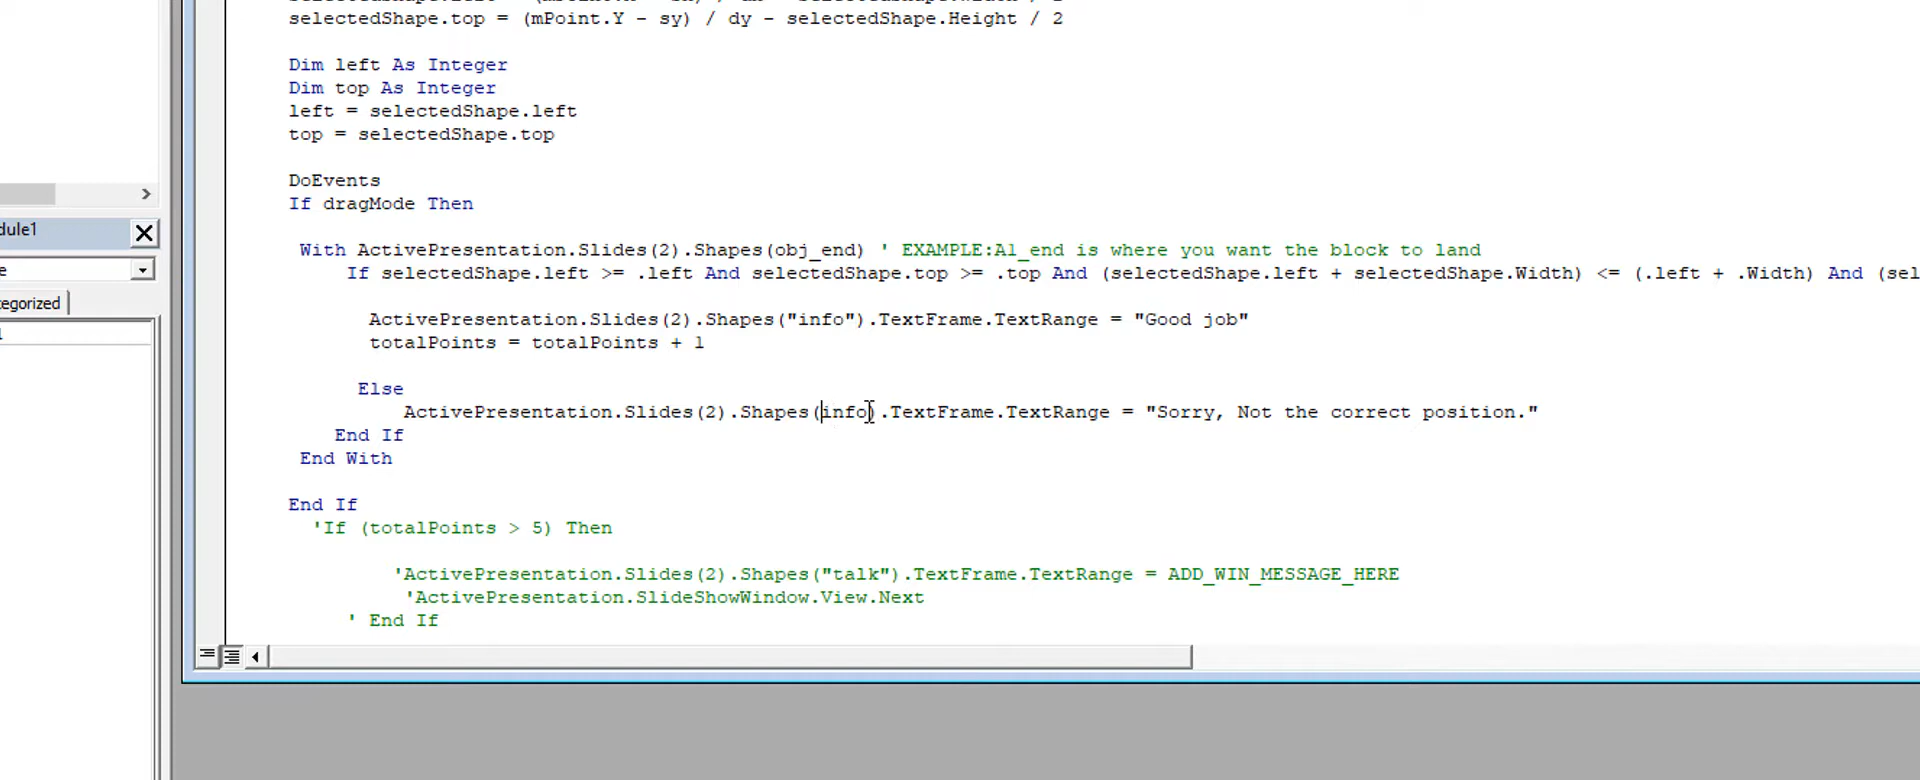 selectedShape.top = (mPoint.Y - sy) / dy - selectedShape.Height / 2
Dim left As Integer
Dim top As Integer
left = selectedShape.left
top = selectedShape.top
DoEvents
If dragMode Then
With ActivePresentation.Slides(2).Shapes(obj_end) ' EXAMPLE:A1_end is where you want the block to land
If selectedShape.left >= .left And selectedShape.top >= .top And (selectedShape.left + selectedShape.Width) <= (.left + .Width) And (sel
ActivePresentation.Slides(2).Shapes("info").TextFrame.TextRange = "Good job"
totalPoints = totalPoints + 1
Else
ActivePresentation.Slides(2).Shapes(info).TextFrame.TextRange = "Sorry, Not the correct position."
End If
End With
End If
'If (totalPoints > 5) Then
'ActivePresentation.Slides(2).Shapes("talk").TextFrame.TextRange = ADD_WIN_MESSAGE_HERE
'ActivePresentation.SlideShowWindow.View.Next
' End If
dule1
e
tegorized